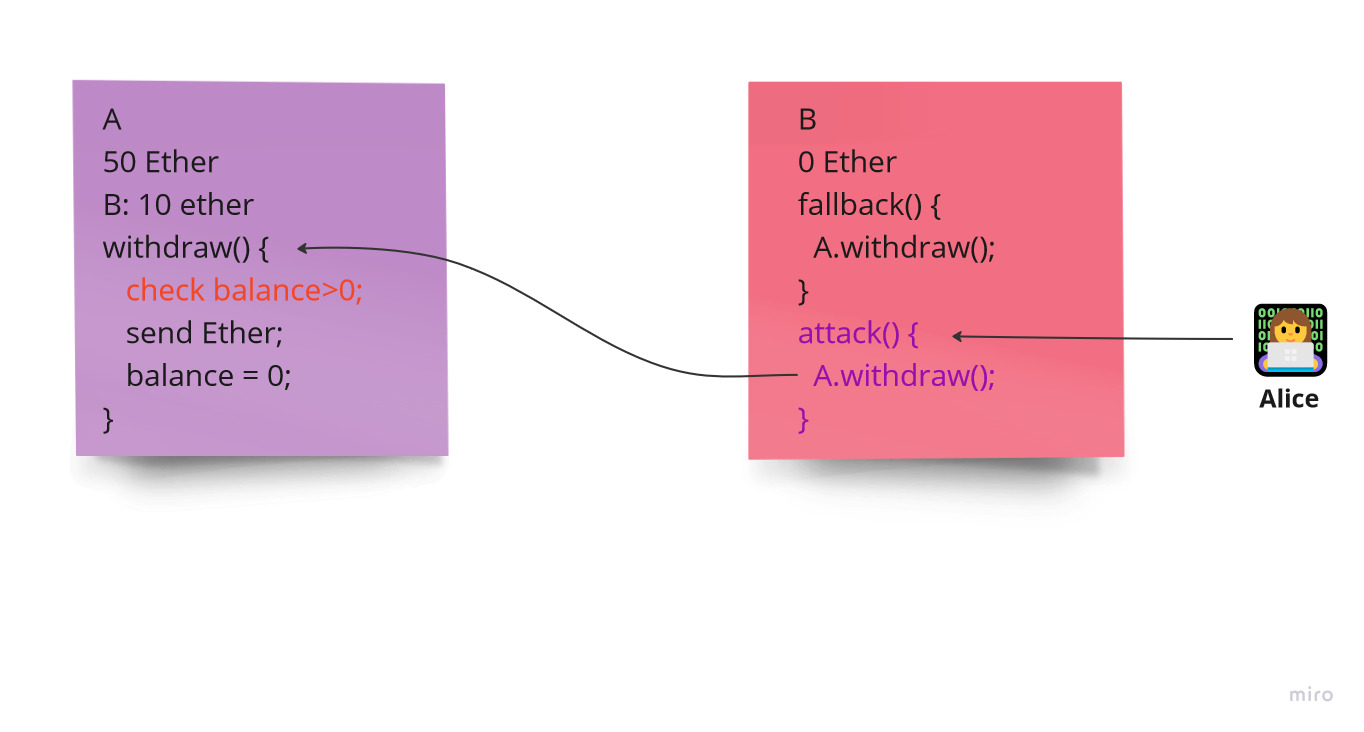 A
50 Ether
B: 10 ether
withdraw() {
check balance>0;
send Ether;
balance = 0;
}
B
0 Ether
fallback() {
A.withdraw();
}
attack() {
A.withdraw();
}
Alice
miro